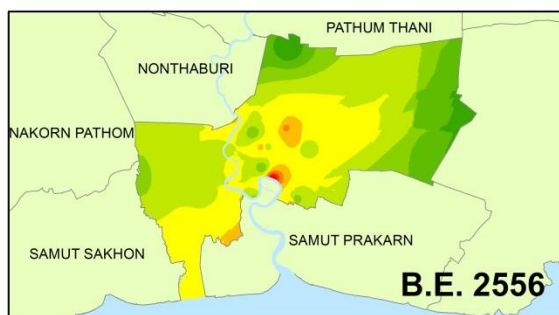 PATHUM THANI
NONTHABURI
NAKORN PATHOM
SAMUT SAKHON
SAMUT PRAKARN
B.E. 2556